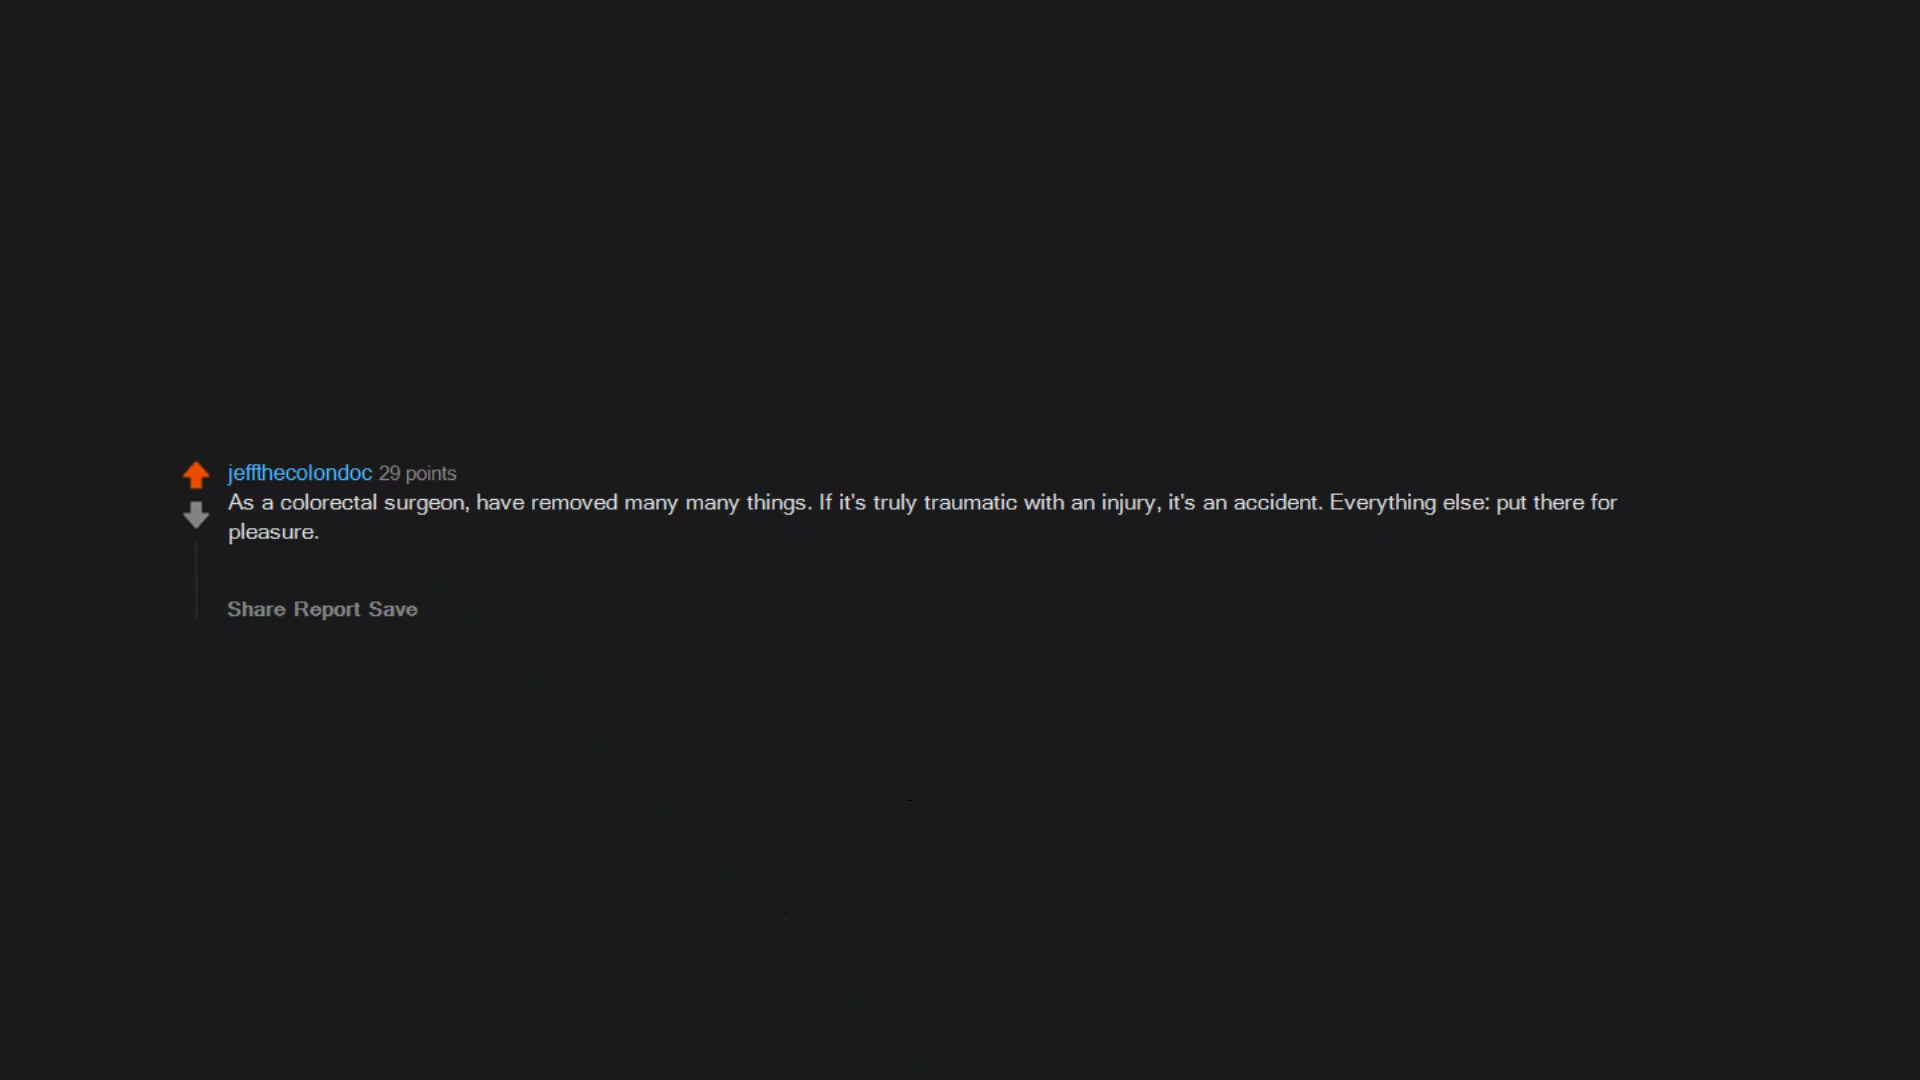 jeffthecolondoc 29 points
As a colorectal surgeon, have removed many many things. If it's truly traumatic with an injury, it's an accident. Everything else: put there for
pleasure.
Share Report Save